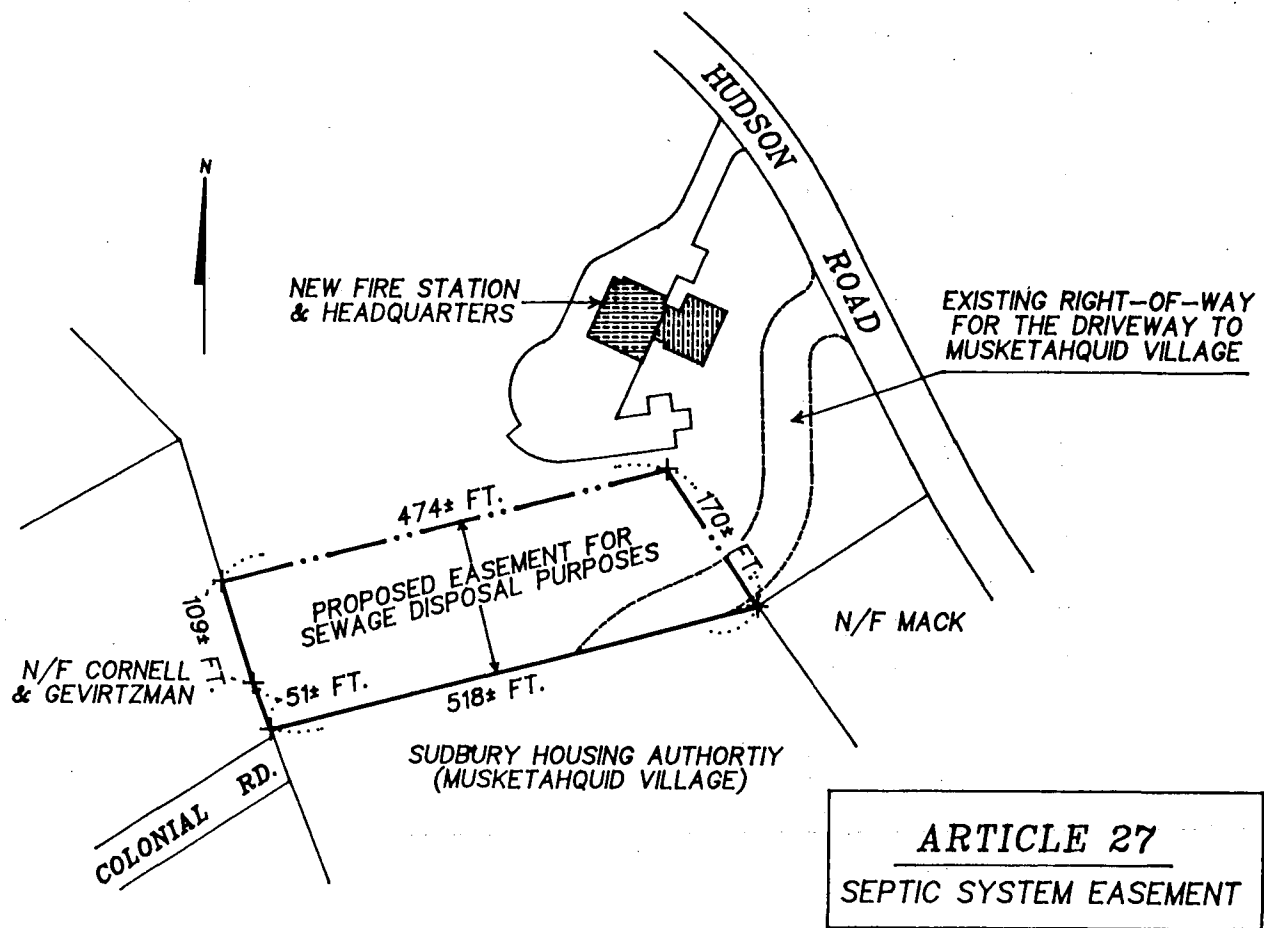 HUDSON
ROAD
N
NEW FIRE STATION
& HEADQUARTERS
EXISTING RIGHT-OF-WAY
FOR THE DRIVEWAY TO
MUSKETAHQUID VILLAGE
474± FT.
170± FT.
PROPOSED EASEMENT FOR
SEWAGE DISPOSAL PURPOSES
109± FT.
N/F MACK
N/F CORNELL
& GEVIRTZMAN
51± FT.
518± FT.
SUDBURY HOUSING AUTHORTIY
(MUSKETAHQUID VILLAGE)
COLONIAL RD.
ARTICLE 27
SEPTIC SYSTEM EASEMENT